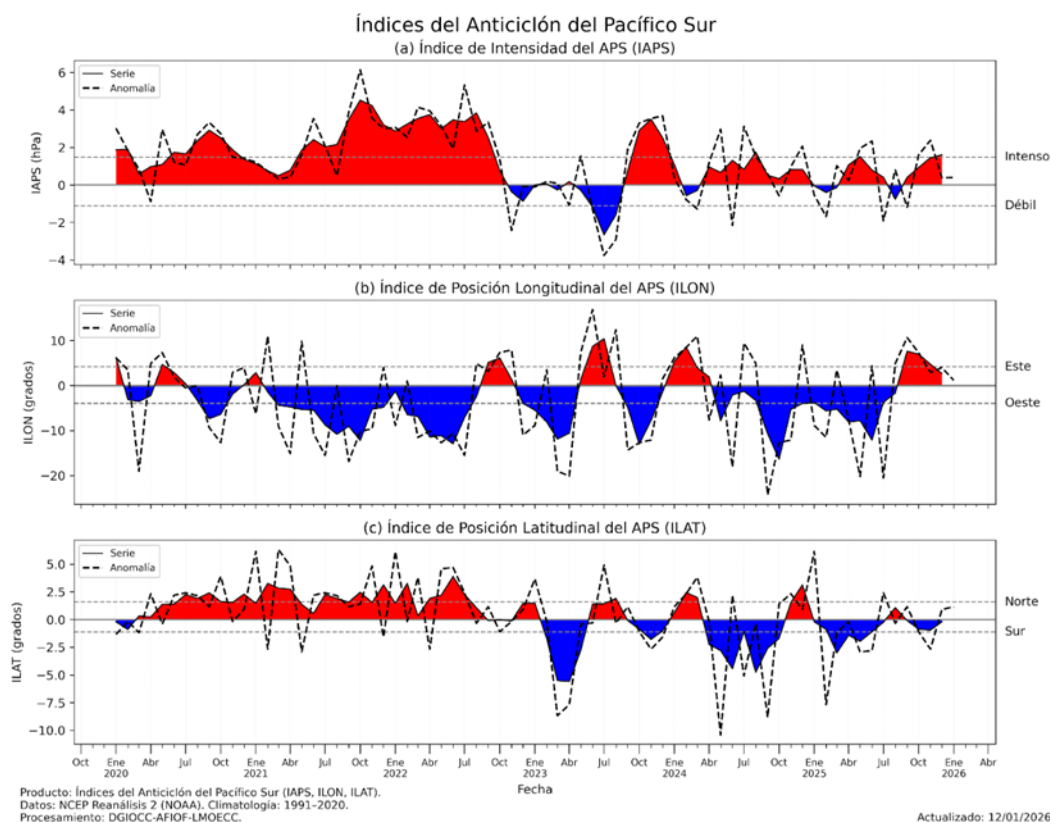 Índices del Anticiclón del Pacífico Sur
(a) Índice de Intensidad del APS (IAPS)
Serie
Anomalía
6
4
2
0
−2
−4
IAPS (hPa)
Intenso
Débil
(b) Índice de Posición Longitudinal del APS (ILON)
Serie
Anomalía
10
0
−10
−20
ILON (grados)
Este
Oeste
(c) Índice de Posición Latitudinal del APS (ILAT)
Serie
Anomalía
5.0
2.5
0.0
−2.5
−5.0
−7.5
−10.0
ILAT (grados)
Norte
Sur
Oct Ene Abr Jul Oct Ene Abr Jul Oct Ene Abr Jul Oct Ene Abr Jul Oct Ene Abr Jul Oct Ene Abr Jul Oct Ene Abr
2020 2021 2022 2023 2024 2025 2026
Fecha
Producto: Índices del Anticiclón del Pacífico Sur (IAPS, ILON, ILAT).
Datos: NCEP Reanálisis 2 (NOAA). Climatología: 1991–2020.
Procesamiento: DGIOCC-AFIOF-LMOECC.
Actualizado: 12/01/2026